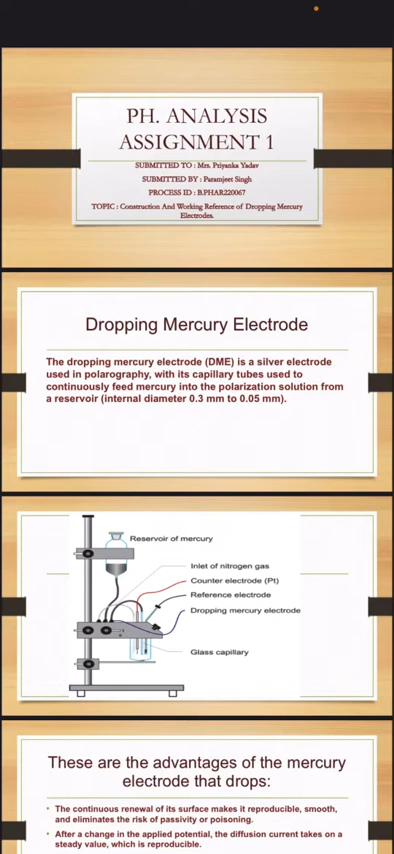 PH. ANALYSIS
ASSIGNMENT 1
SUBMITTED TO : Mrs. Priyanka Yadav
SUBMITTED BY : Paramjeet Singh
PROCESS ID : B.PHAR220067
TOPIC : Construction And Working Reference of Dropping Mercury
Electrodes.
Dropping Mercury Electrode
The dropping mercury electrode (DME) is a silver electrode
used in polarography, with its capillary tubes used to
continuously feed mercury into the polarization solution from
a reservoir (internal diameter 0.3 mm to 0.05 mm).
Reservoir of mercury
Inlet of nitrogen gas
Counter electrode (Pt)
Reference electrode
Dropping mercury electrode
Glass capillary
These are the advantages of the mercury
electrode that drops:
• The continuous renewal of its surface makes it reproducible, smooth,
and eliminates the risk of passivity or poisoning.
• After a change in the applied potential, the diffusion current takes on a
steady value, which is reproducible.